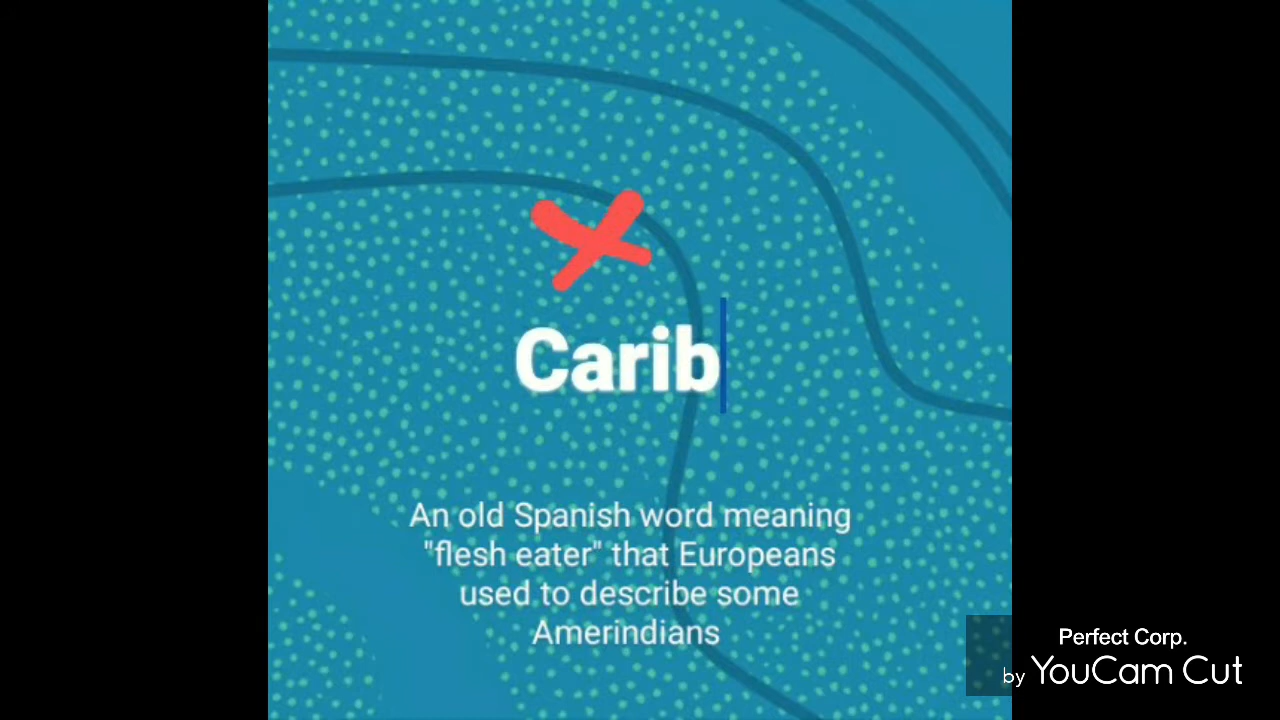 Carib
An old Spanish word meaning
"flesh eater" that Europeans
used to describe some
Amerindians
Perfect Corp.
by YouCam Cut